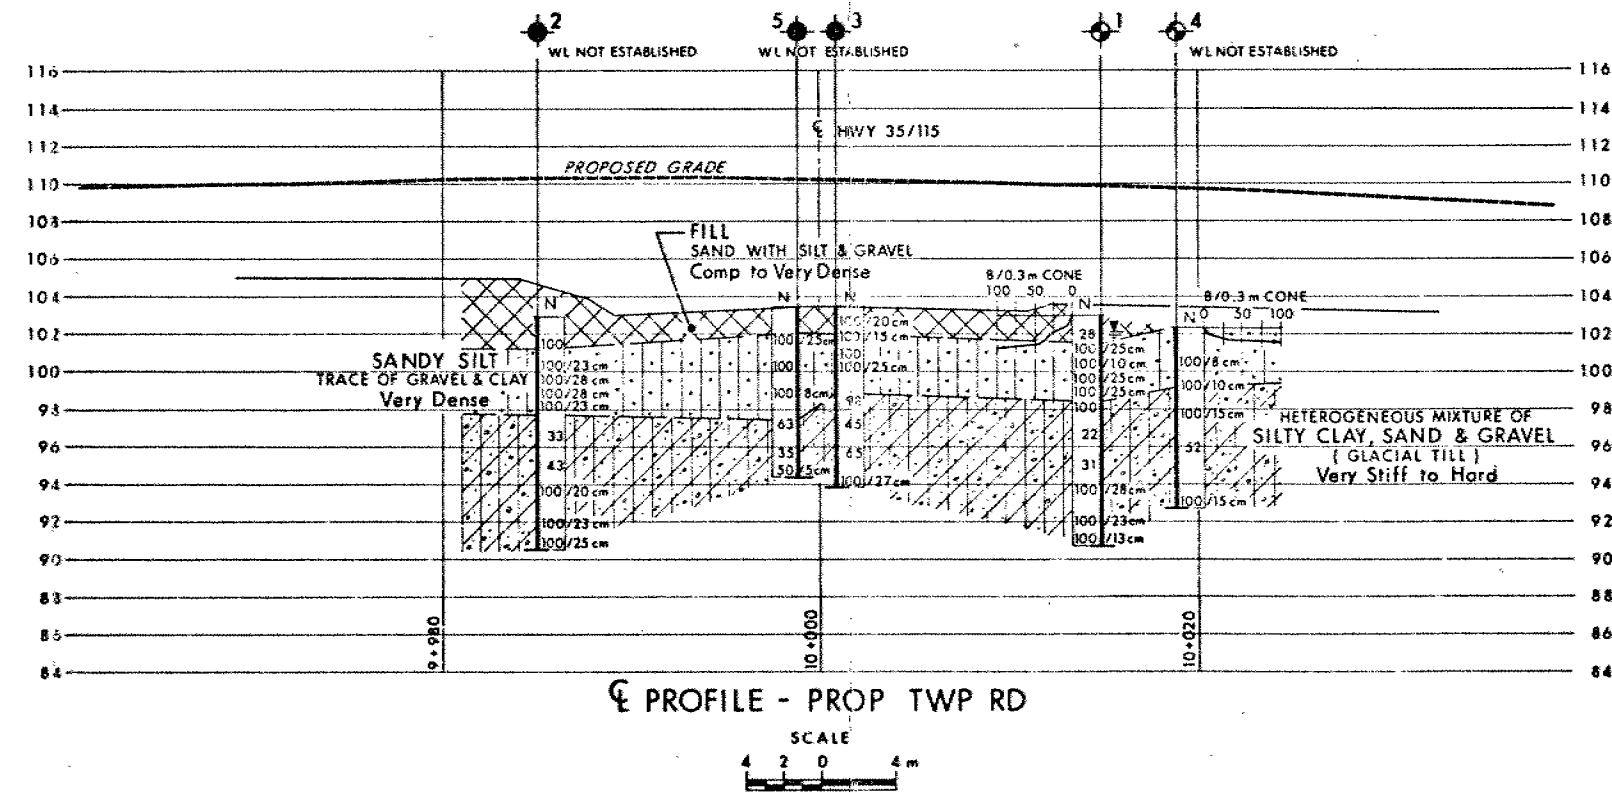 2 5 3 1 4
WL NOT ESTABLISHED WL NOT ESTABLISHED WL NOT ESTABLISHED
116 116
114 114
℄ HWY 35/115
112 112
PROPOSED GRADE
110 110
108 108
FILL
SAND WITH SILT & GRAVEL
106 106
Comp to Very Dense
B/0.3 m CONE
100 50 0
104 N N N N 104
B/0.3 m CONE
N 0 50 100
100/20 cm
28
102 100/15 cm 102
100 100/25 cm 100 100/25 cm
SANDY SILT
100/23 cm 100 100/25 cm 100/10 cm 100/8 cm
100 100
TRACE OF GRAVEL & CLAY
100/28 cm 100/25 cm 100/10 cm
Very Dense
100/28 cm 100/8 cm 100/25 cm
100/23 cm 98 100
98 98
100/15 cm
HETEROGENEOUS MIXTURE OF
33 63 45 22 SILTY CLAY, SAND & GRAVEL
96 52 96
( GLACIAL TILL )
43 35 65 31
Very Stiff to Hard
50/5 cm 100/27 cm
94 94
100/20 cm 100/28 cm 100/15 cm
100/23 cm 100/23 cm
92 92
100/25 cm 100/13 cm
90 90
88 88
86 86
84 84
9+980 10+000 10+020
℄ PROFILE - PROP TWP RD
SCALE
4 2 0 4 m